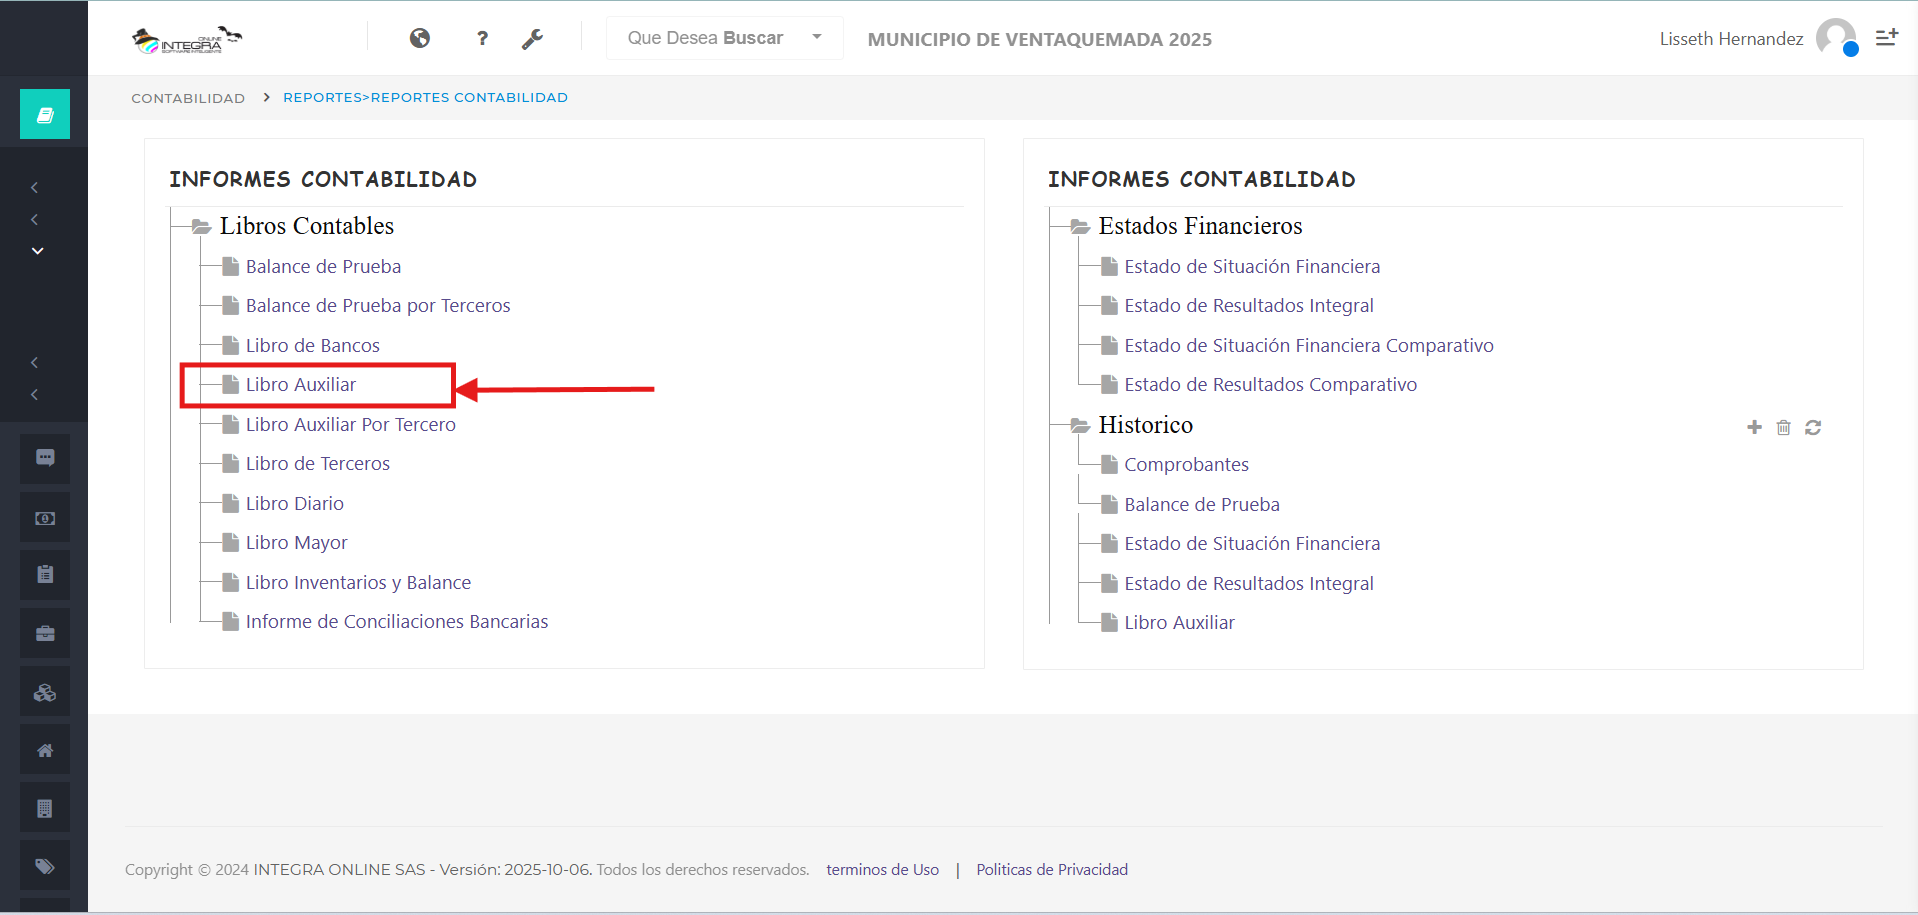 ONLINE
INTEGRA
SOFTWARE INTELIGENTE
?
Que Desea Buscar
MUNICIPIO DE VENTAQUEMADA 2025
Lisseth Hernandez
CONTABILIDAD > REPORTES>REPORTES CONTABILIDAD
INFORMES CONTABILIDAD
Libros Contables
Balance de Prueba
Balance de Prueba por Terceros
Libro de Bancos
Libro Auxiliar
Libro Auxiliar Por Tercero
Libro de Terceros
Libro Diario
Libro Mayor
Libro Inventarios y Balance
Informe de Conciliaciones Bancarias
INFORMES CONTABILIDAD
Estados Financieros
Estado de Situación Financiera
Estado de Resultados Integral
Estado de Situación Financiera Comparativo
Estado de Resultados Comparativo
Historico
Comprobantes
Balance de Prueba
Estado de Situación Financiera
Estado de Resultados Integral
Libro Auxiliar
Copyright © 2024 INTEGRA ONLINE SAS - Versión: 2025-10-06. Todos los derechos reservados. terminos de Uso | Politicas de Privacidad